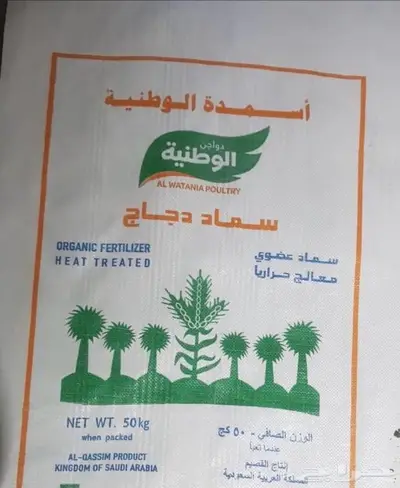 أسمدة الوطنية
دواجن
الوطنية
AL WATANIA POULTRY
سماد دجاج
ORGANIC FERTILIZER
HEAT TREATED
سماد عضوي
معالج حراريا
NET WT. 50kg
when packed
AL-QASSIM PRODUCT
KINGDOM OF SAUDI ARABIA
الوزن الصافي - ٥٠ كج
عندما تعبأ
إنتاج القصيم
المملكة العربية السعودية